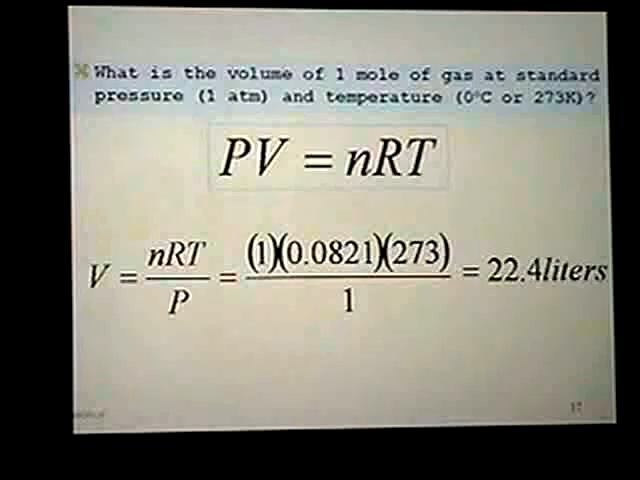 What is the volume of 1 mole of gas at standard
pressure (1 atm) and temperature (0°C or 273K)?
PV = nRT
V = nRT/P = (1)(0.0821)(273)/1 = 22.4liters